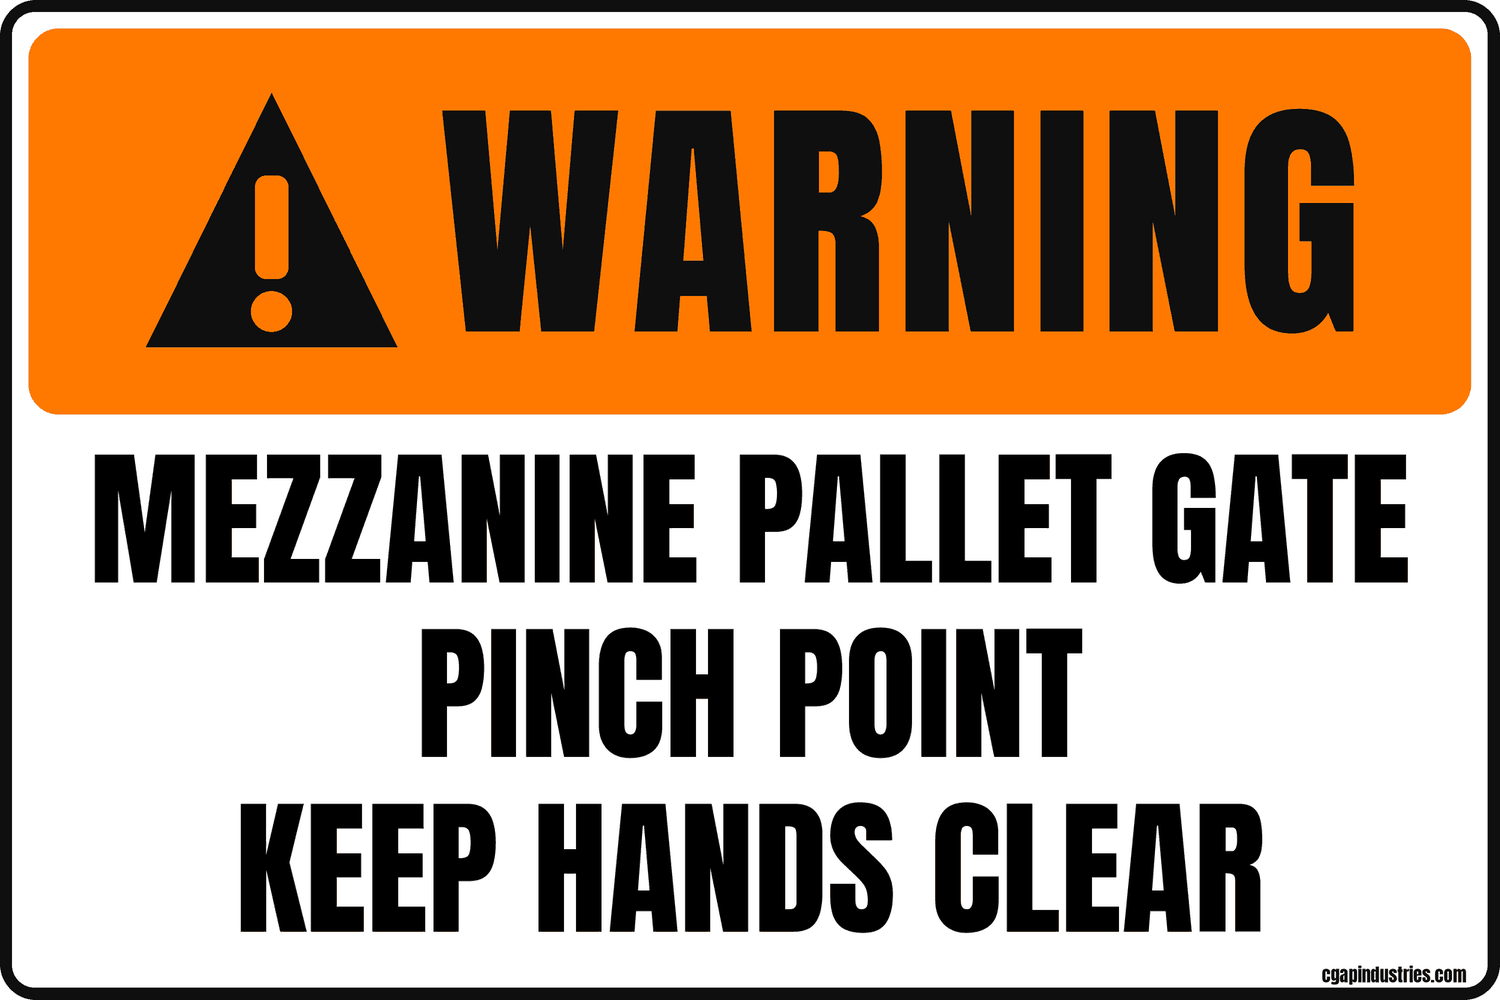 WARNING
MEZZANINE PALLET GATE
PINCH POINT
KEEP HANDS CLEAR
cgapindustries.com